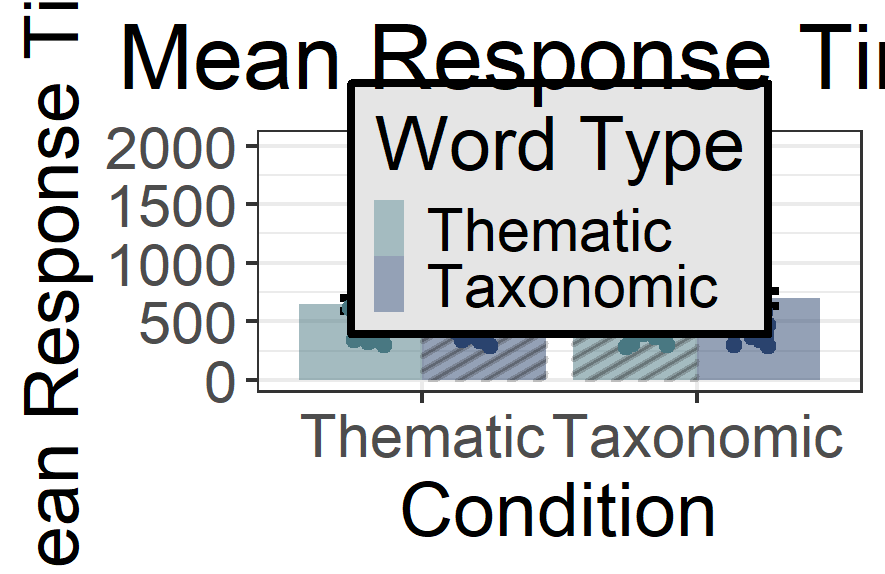 Mean Response Ti
ean Response Ti
Word Type
Thematic
Taxonomic
2000
1500
1000
500
0
Thematic Taxonomic
Condition